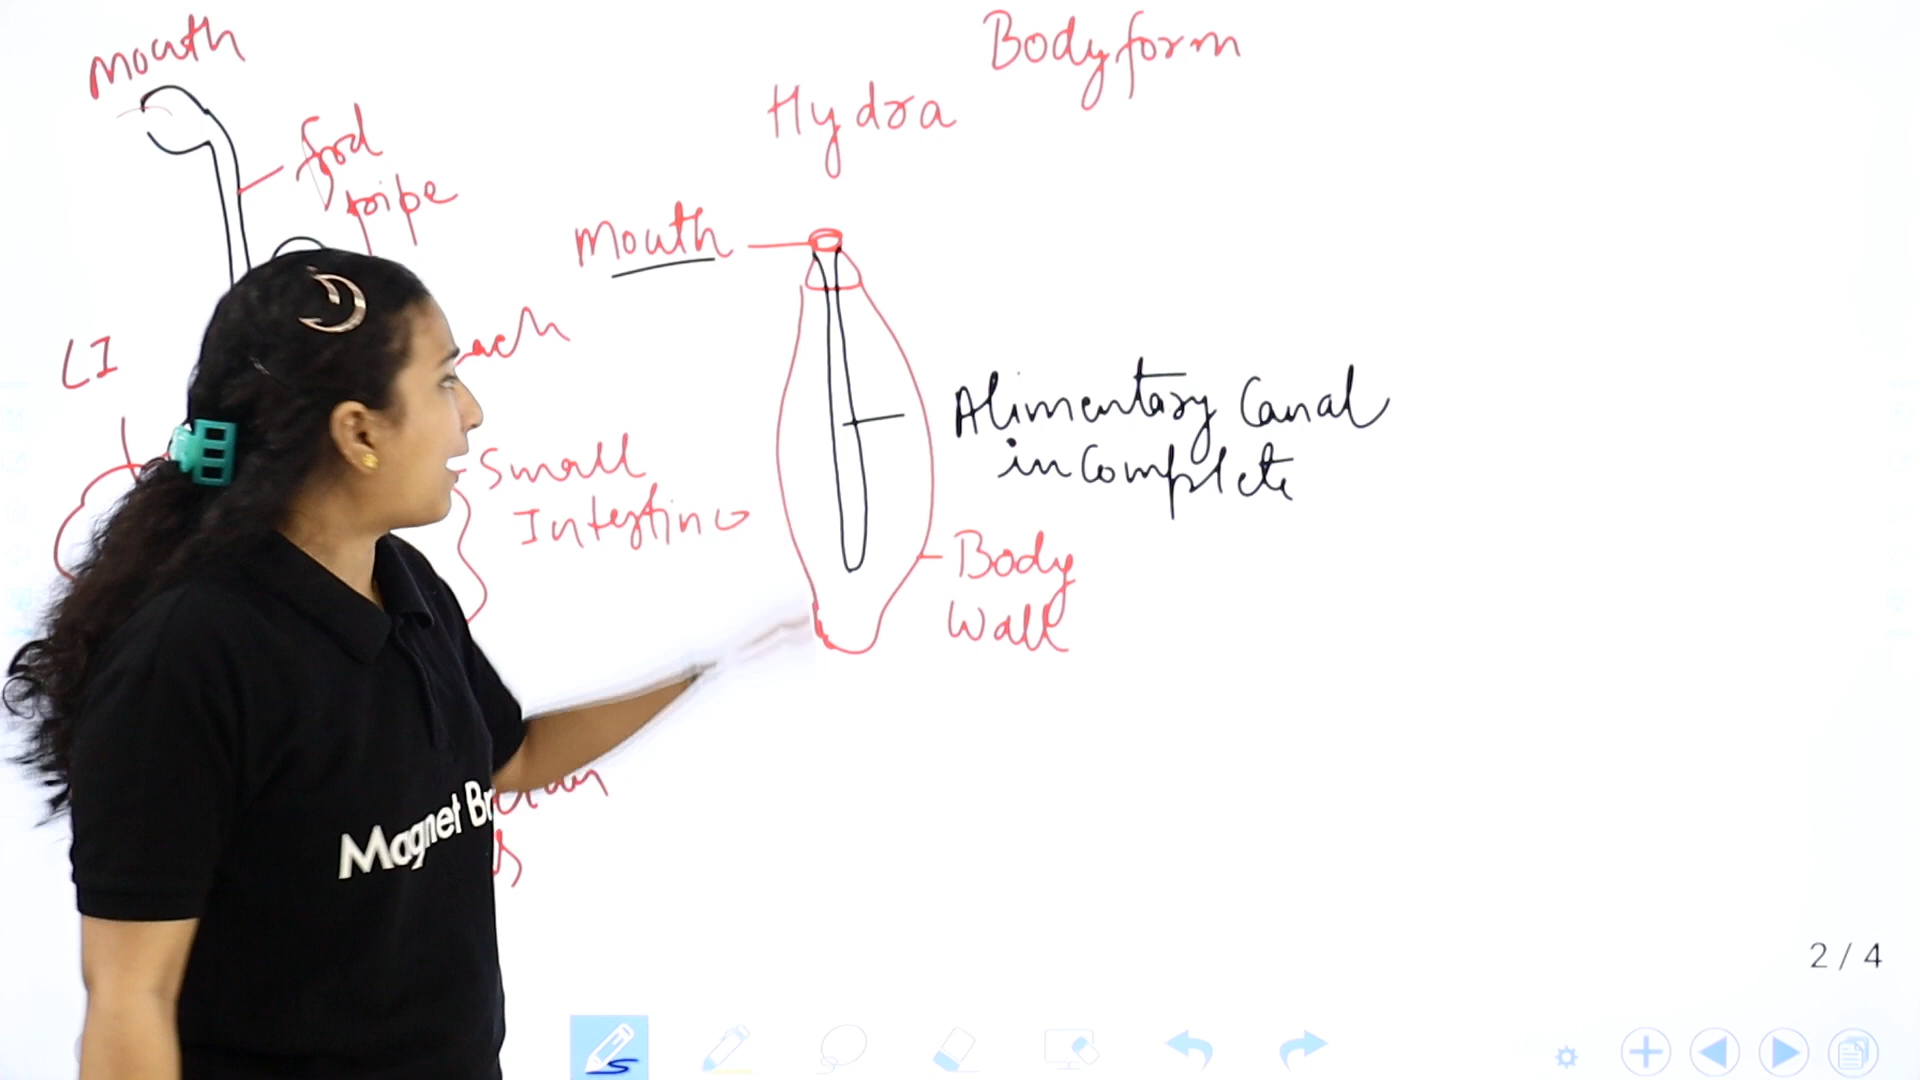 Mouth
food
pipe
LI
ach
Small
Intestine
Body form
Hydra
Mouth
Alimentary Canal
incomplete
Body
Wall
Magnet Br
2 / 4